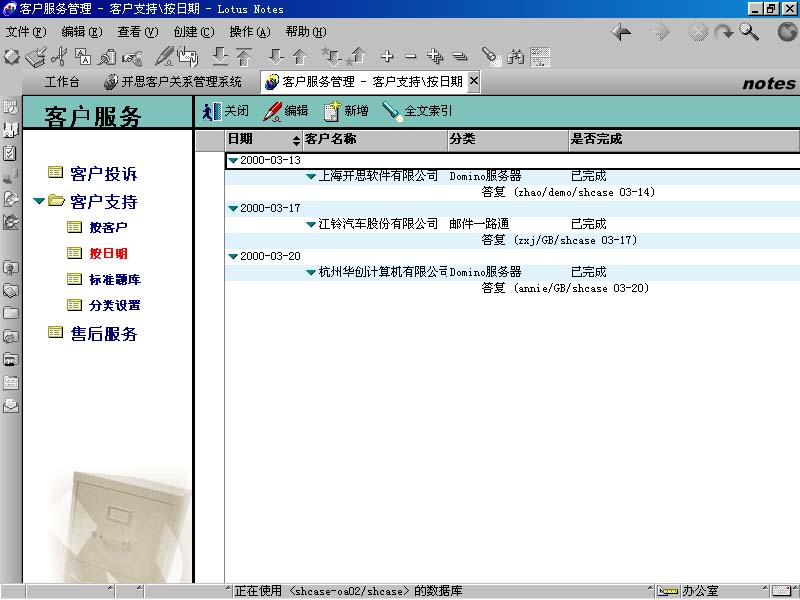 客户服务管理 - 客户支持\按日期 - Lotus Notes
文件(F) 编辑(E) 查看(V) 创建(C) 操作(A) 帮助(H)
工作台 开思客户关系管理系统 客户服务管理 - 客户支持\按日期 notes
客户服务 关闭 编辑 新增 全文索引
日期 客户名称 分类 是否完成
2000-03-13
上海开思软件有限公司 Domino服务器 已完成
答复 (zhao/demo/shcase 03-14)
2000-03-17
江铃汽车股份有限公司 邮件一路通 已完成
答复 (zxj/GB/shcase 03-17)
2000-03-20
杭州华创计算机有限公司 Domino服务器 已完成
答复 (annie/GB/shcase 03-20)
客户投诉
客户支持
按客户
按日明
标准题库
分类设置
售后服务
正在使用 <shcase-oa02/shcase> 的数据库 办公室